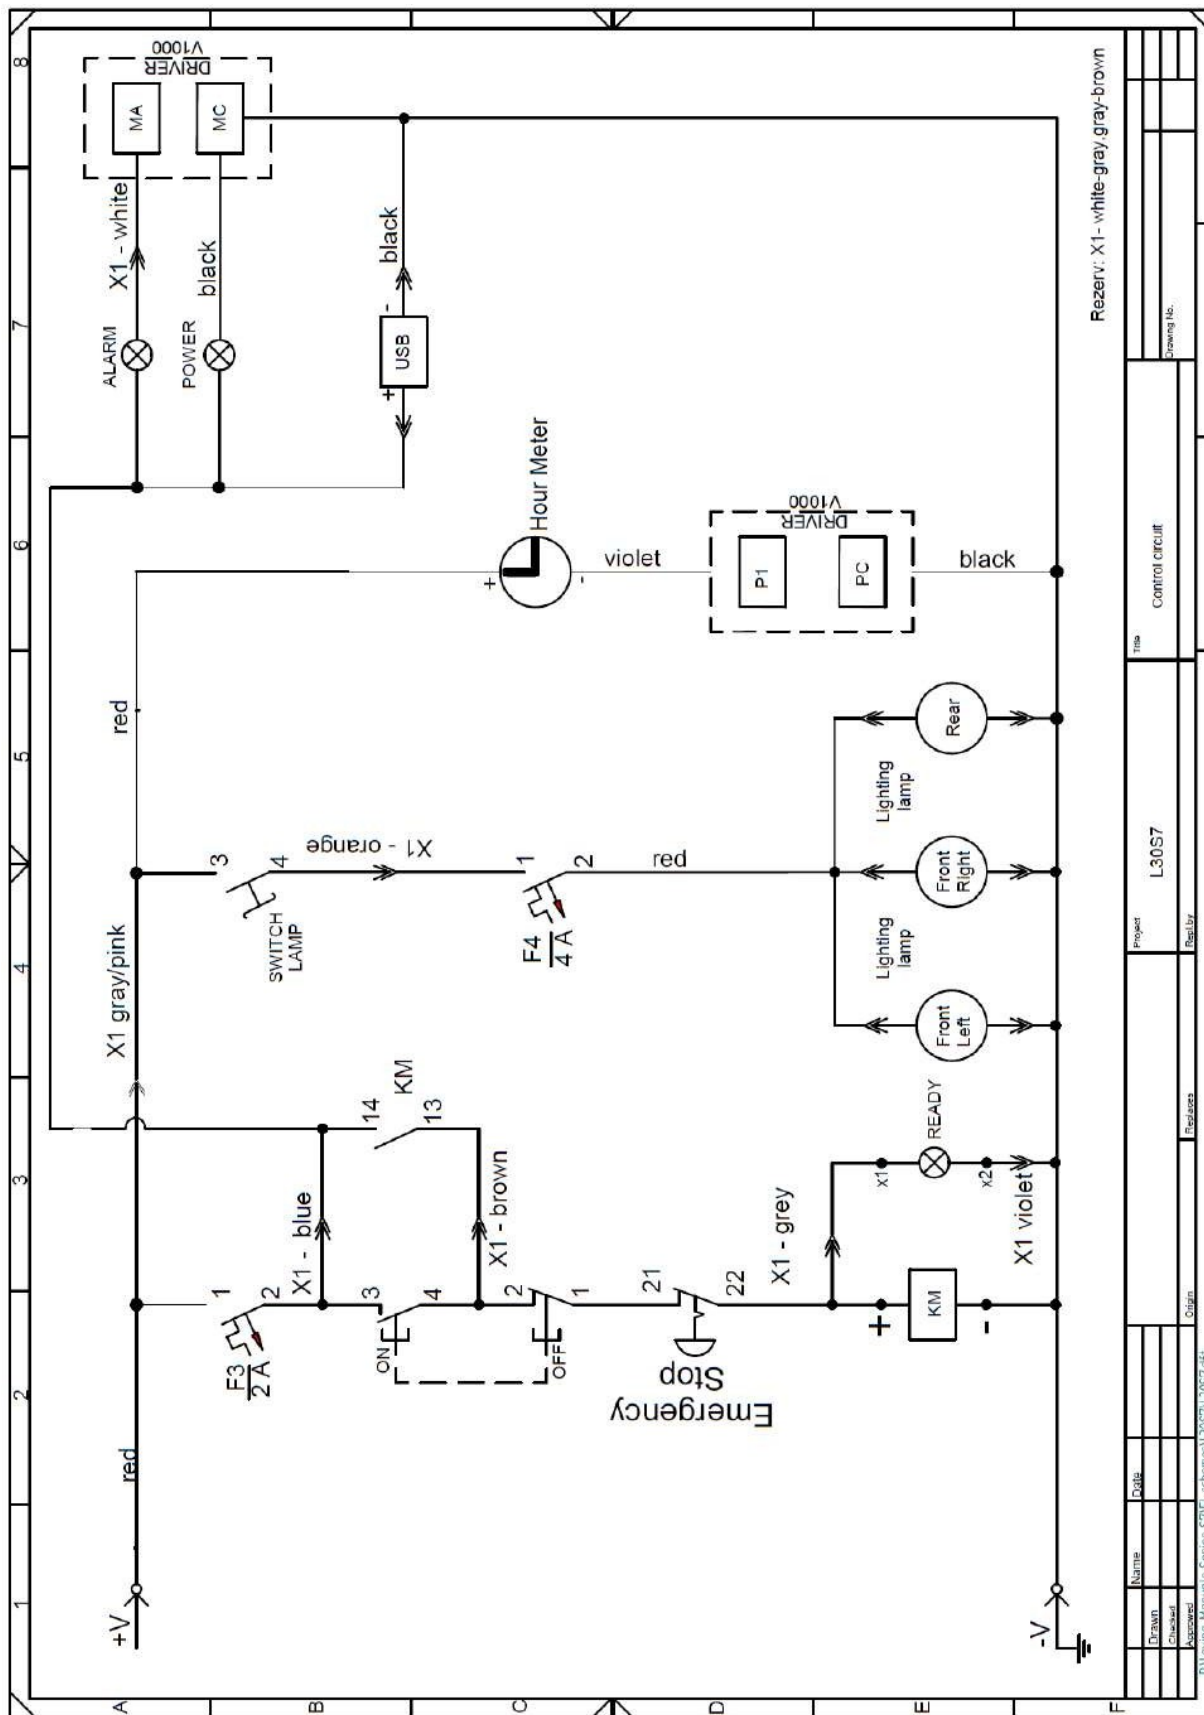 1
2
3
4
5
6
7
8
A
B
C
D
E
F
+V
red
X1 gray/pink
red
F3
2 A
1
2
X1 - blue
ON
3
4
X1 - brown
14
KM
13
OFF
2
1
Emergency
Stop
21
22
X1 - grey
+
KM
-
x1
READY
x2
X1 violet
SWITCH
LAMP
3
4
X1 - orange
F4
4 A
1
2
red
Front
Left
Lighting
lamp
Front
Right
Lighting
lamp
Rear
+
Hour Meter
-
violet
DRIVER
V1000
P1
PC
black
ALARM
X1 - white
POWER
black
DRIVER
V1000
MA
MC
+
USB
-
black
-V
Rezerv: X1- white-gray,gray-brown
Name
Date
Drawn
Checked
Approved
Origin
Replaces
Repl.by
Project
L30S7
Title
Control circuit
Drawing No.